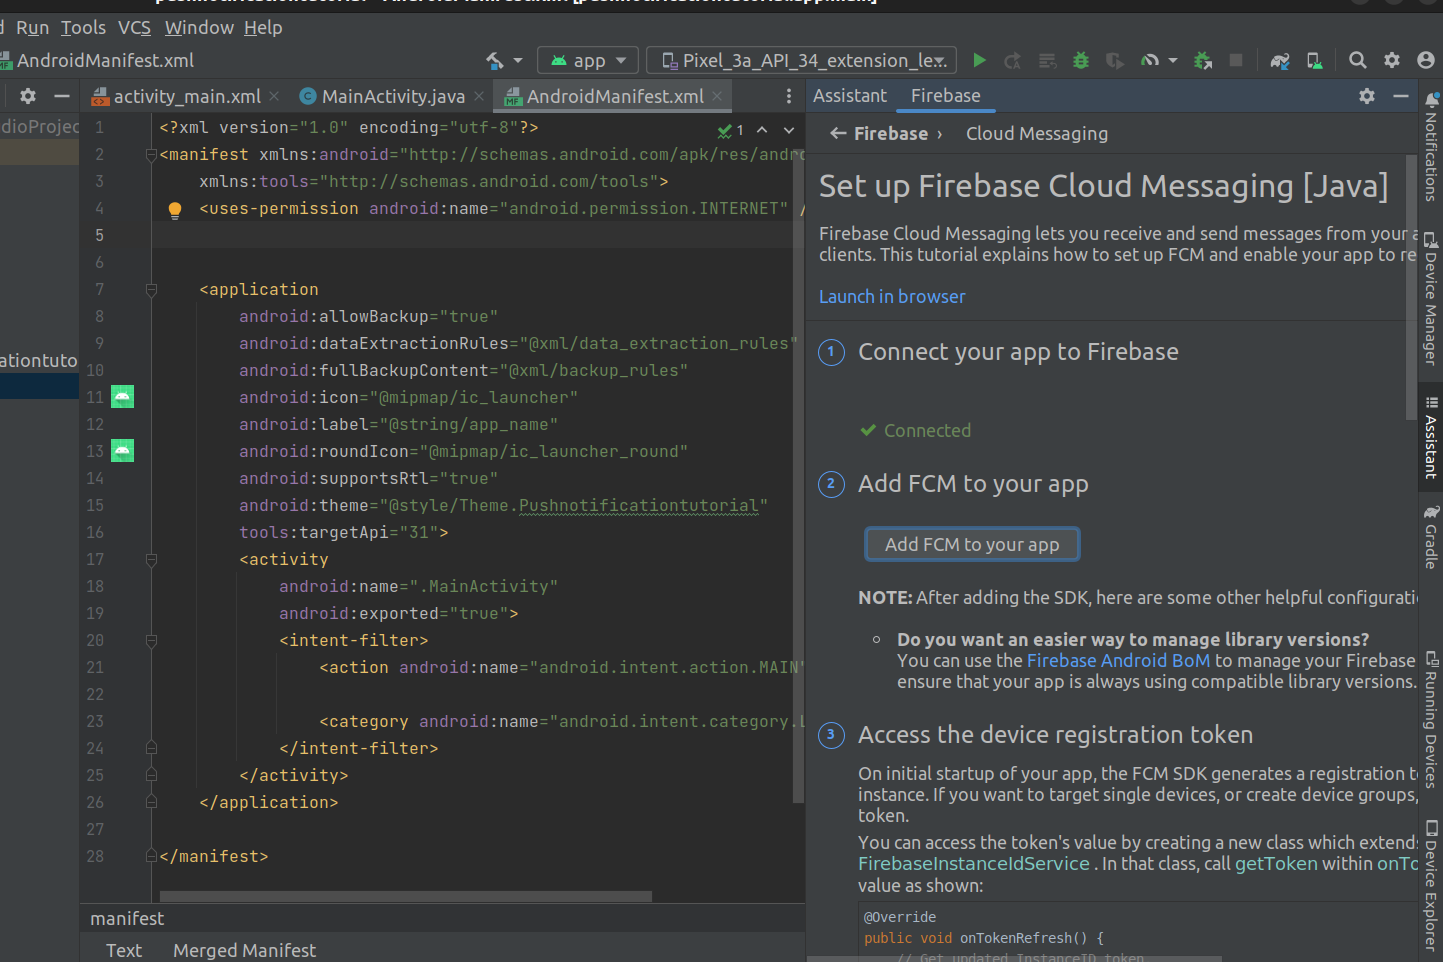 Run Tools VCS Window Help
AndroidManifest.xml
app
Pixel_3a_API_34_extension_le..
dioProjec
ationtuto
activity_main.xml
MainActivity.java
AndroidManifest.xml
1 <?xml version="1.0" encoding="utf-8"?>
1
2 <manifest xmlns:android="http://schemas.android.com/apk/res/andro
3 xmlns:tools="http://schemas.android.com/tools">
4 <uses-permission android:name="android.permission.INTERNET" /
5
6
7 <application
8 android:allowBackup="true"
9 android:dataExtractionRules="@xml/data_extraction_rules"
10 android:fullBackupContent="@xml/backup_rules"
11 android:icon="@mipmap/ic_launcher"
12 android:label="@string/app_name"
13 android:roundIcon="@mipmap/ic_launcher_round"
14 android:supportsRtl="true"
15 android:theme="@style/Theme.Pushnotificationtutorial"
16 tools:targetApi="31">
17 <activity
18 android:name=".MainActivity"
19 android:exported="true">
20 <intent-filter>
21 <action android:name="android.intent.action.MAIN"
22
23 <category android:name="android.intent.category.L
24 </intent-filter>
25 </activity>
26 </application>
27
28 </manifest>
manifest
Text Merged Manifest
Assistant Firebase
Firebase › Cloud Messaging
Set up Firebase Cloud Messaging [Java]
Firebase Cloud Messaging lets you receive and send messages from your a
clients. This tutorial explains how to set up FCM and enable your app to re
Launch in browser
1 Connect your app to Firebase
Connected
2 Add FCM to your app
Add FCM to your app
NOTE: After adding the SDK, here are some other helpful configurati
Do you want an easier way to manage library versions?
You can use the Firebase Android BoM to manage your Firebase
ensure that your app is always using compatible library versions.
3 Access the device registration token
On initial startup of your app, the FCM SDK generates a registration to
instance. If you want to target single devices, or create device groups,
token.
You can access the token's value by creating a new class which extends
FirebaseInstanceIdService . In that class, call getToken within onTo
value as shown:
@Override
public void onTokenRefresh() {
// Get updated InstanceID token
Notifications
Device Manager
Assistant
Gradle
Running Devices
Device Explorer